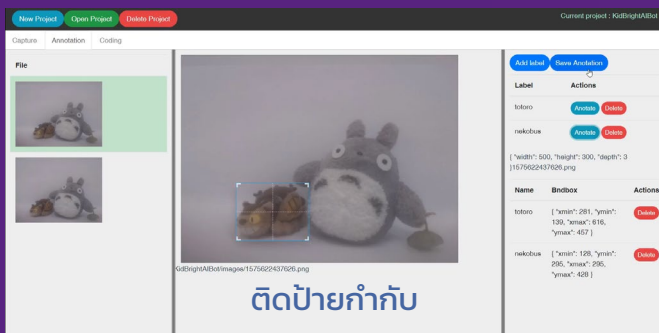 New Project Open Project Delete Project
Current project : KidBrightAIBot
Capture Annotation Coding
File
KidBrightAIBot/images/1575622437626.png
ติดป้ายกำกับ
Add label Save Anotation
Label Actions
totoro Anotate Delete
nekobus Anotate Delete
{ "width": 500, "height": 300, "depth": 3
}1575622437626.png
Name Bndbox Actions
totoro { "xmin": 281, "ymin":
139, "xmax": 616,
"ymax": 457 }
Delete
nekobus { "xmin": 128, "ymin":
295, "xmax": 295,
"ymax": 428 }
Delete